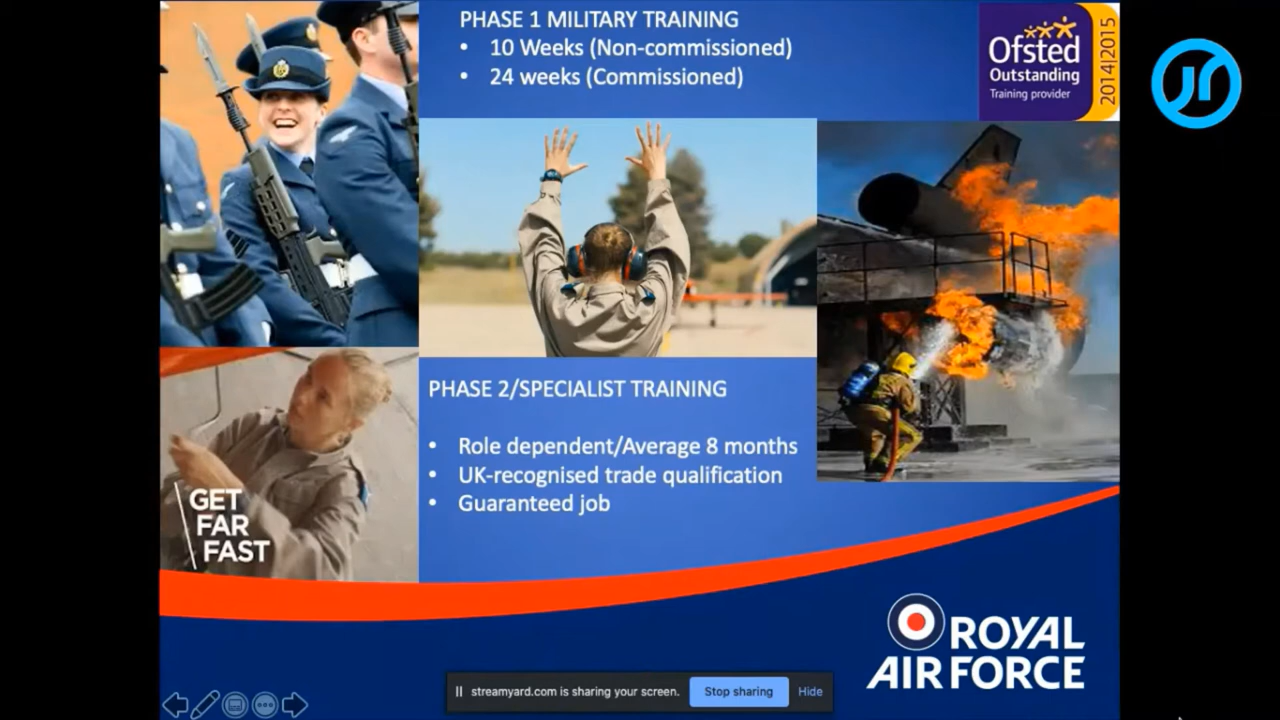 PHASE 1 MILITARY TRAINING
• 10 Weeks (Non-commissioned)
• 24 weeks (Commissioned)
Ofsted
Outstanding
Training provider
2014|2015
PHASE 2/SPECIALIST TRAINING
• Role dependent/Average 8 months
• UK-recognised trade qualification
• Guaranteed job
GET
FAR
FAST
ROYAL
AIR FORCE
streamyard.com is sharing your screen.
Stop sharing
Hide